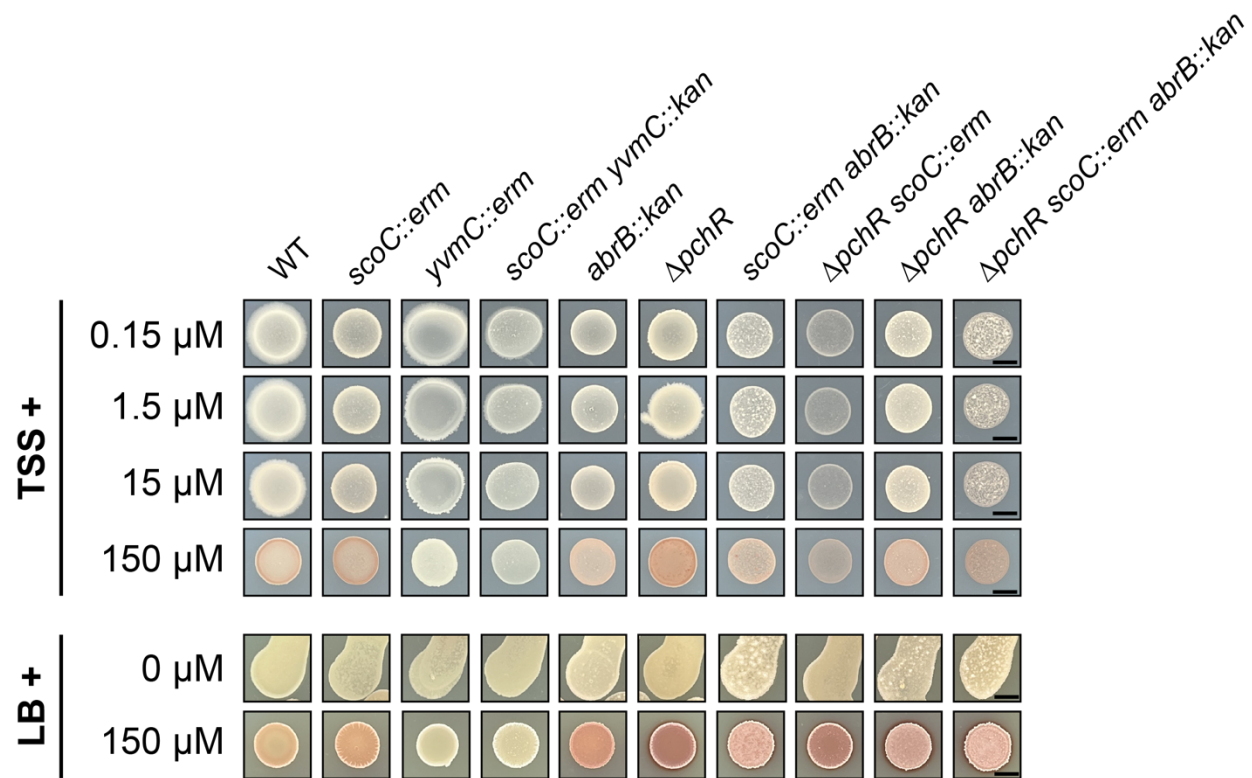 WT
scoC::erm
yvmC::erm
scoC::erm yvmC::kan
abrB::kan
ΔpchR
scoC::erm abrB::kan
ΔpchR scoC::erm
ΔpchR abrB::kan
ΔpchR scoC::erm abrB::kan
TSS +
0.15 µM
1.5 µM
15 µM
150 µM
LB +
0 µM
150 µM